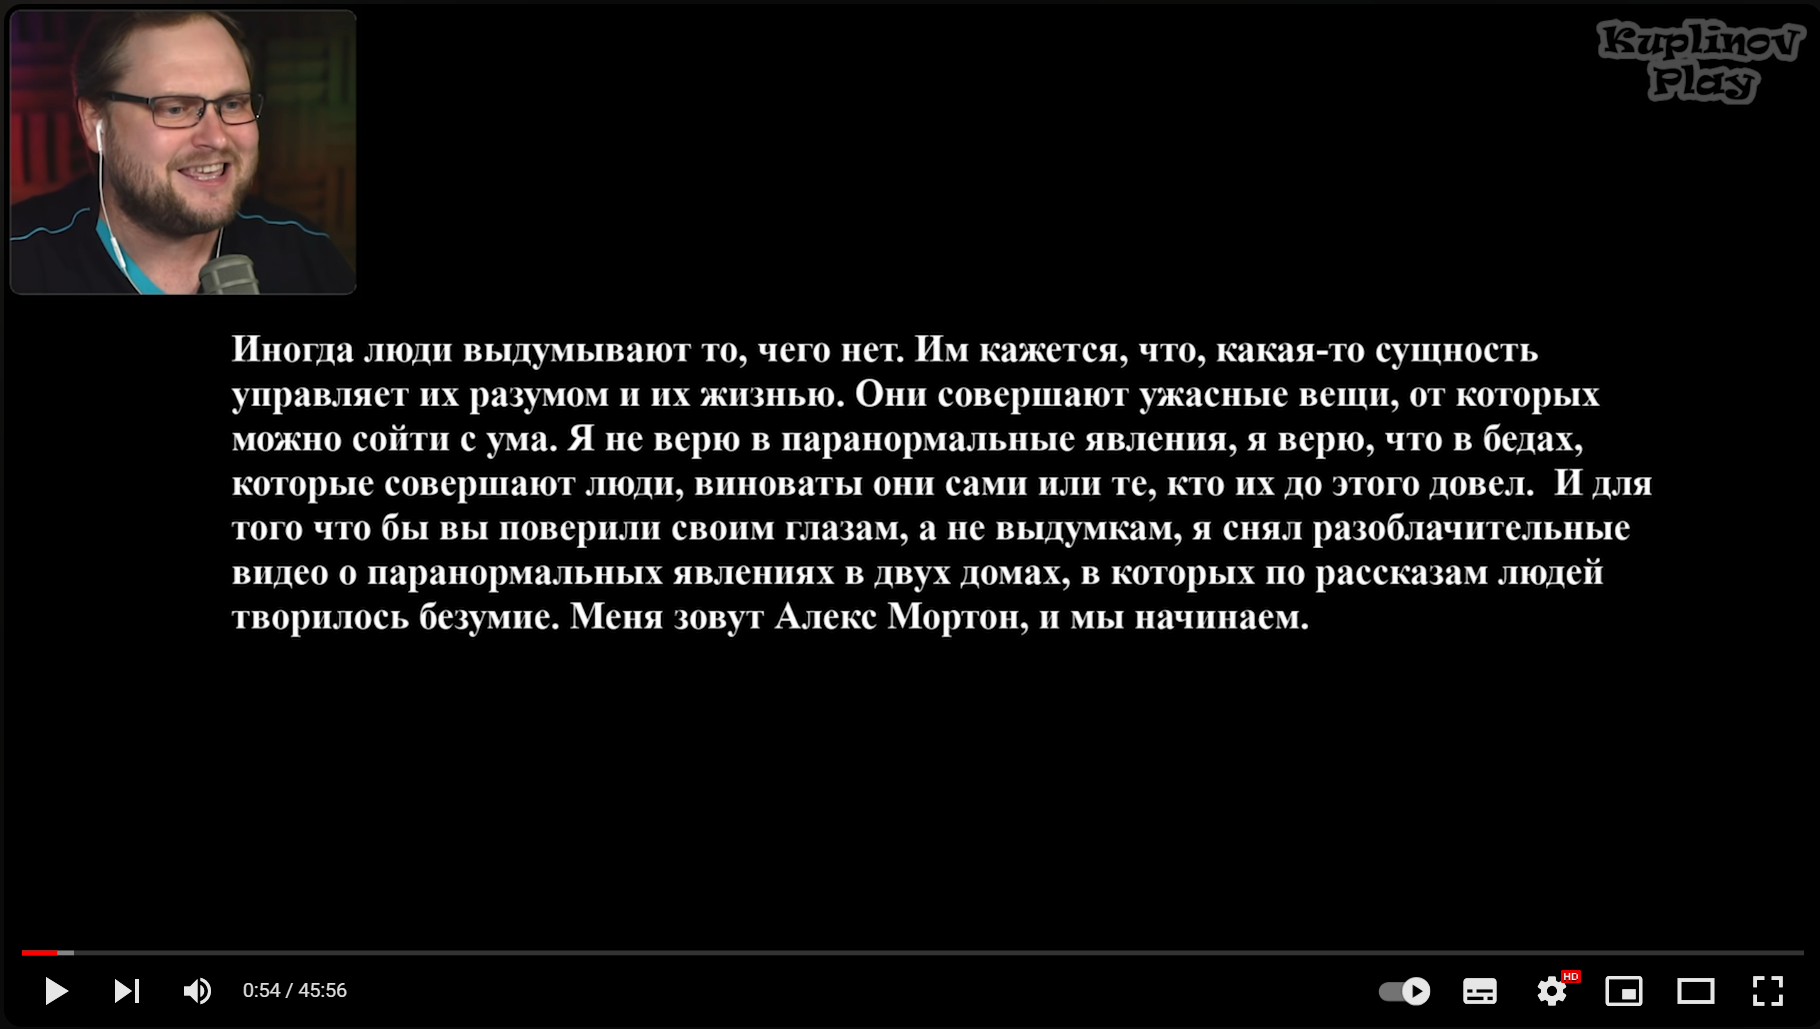 Kuplinov
Play
Иногда люди выдумывают то, чего нет. Им кажется, что, какая-то сущность
управляет их разумом и их жизнью. Они совершают ужасные вещи, от которых
можно сойти с ума. Я не верю в паранормальные явления, я верю, что в бедах,
которые совершают люди, виноваты они сами или те, кто их до этого довел.  И для
того что бы вы поверили своим глазам, а не выдумкам, я снял разоблачительные
видео о паранормальных явлениях в двух домах, в которых по рассказам людей
творилось безумие. Меня зовут Алекс Мортон, и мы начинаем.
0:54 / 45:56
HD